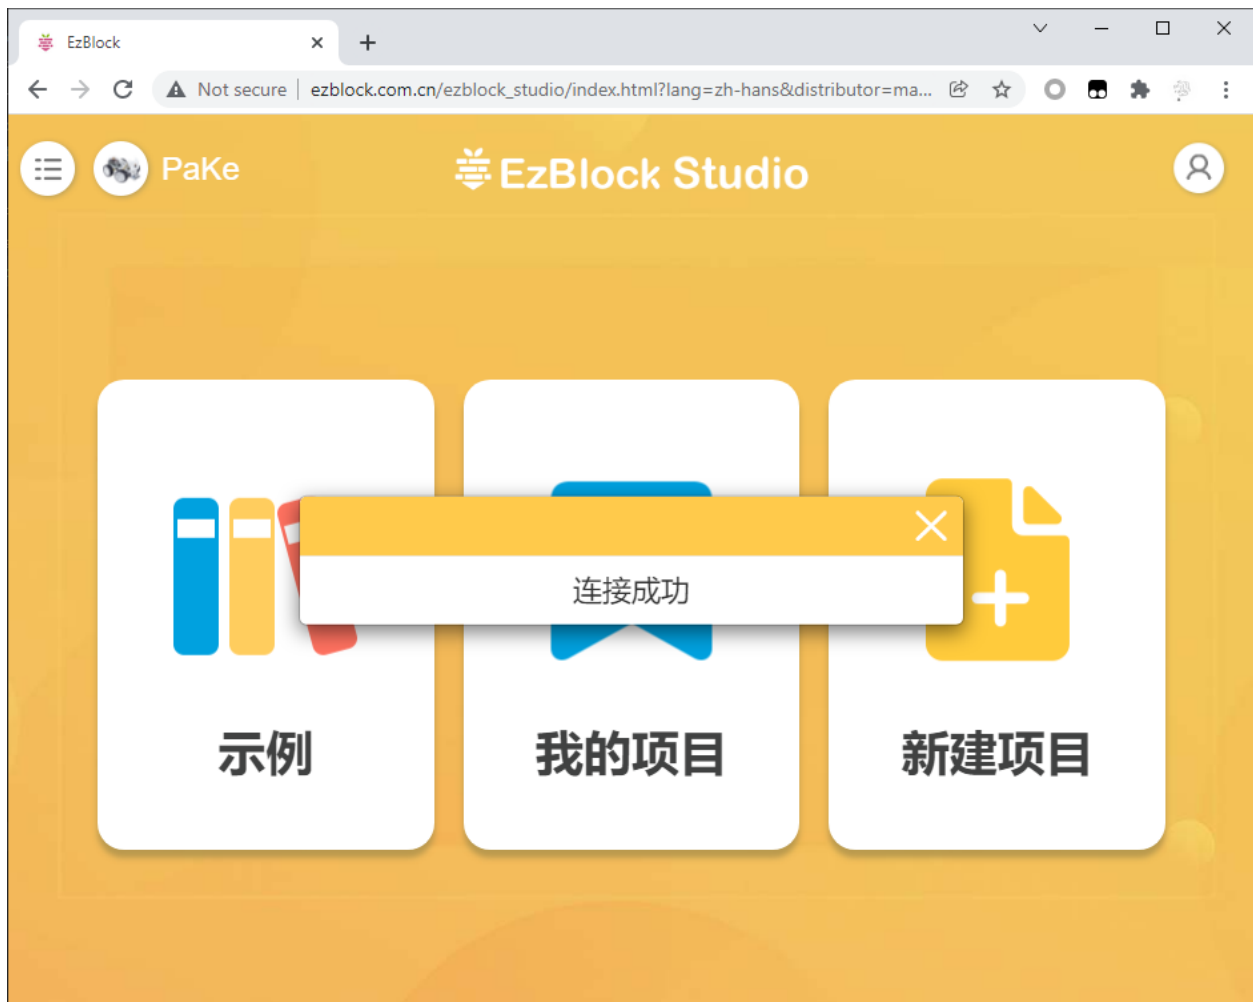 EzBlock
Not secure
ezblock.com.cn/ezblock_studio/index.html?lang=zh-hans&distributor=ma...
PaKe
EzBlock Studio
连接成功
示例
我的项目
新建项目